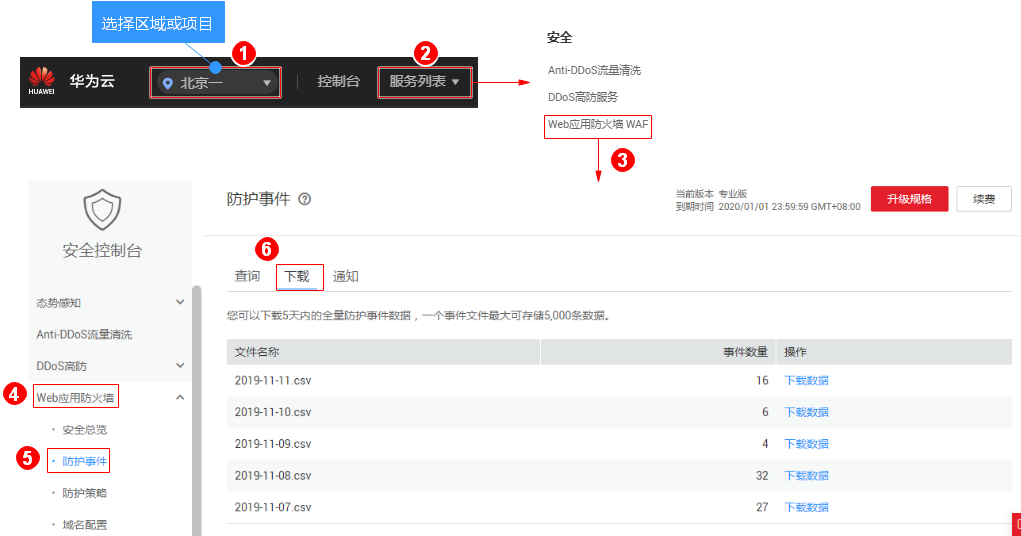 选择区域或项目
1
2
HUAWEI
华为云
北京一
控制台
服务列表
安全
Anti-DDoS流量清洗
DDoS高防服务
Web应用防火墙 WAF
3
安全控制台
态势感知
Anti-DDoS流量清洗
DDoS高防
4
Web应用防火墙
安全总览
5
防护事件
防护策略
域名配置
防护事件
当前版本 专业版
到期时间 2020/01/01 23:59:59 GMT+08:00
升级规格
续费
6
查询 下载 通知
您可以下载5天内的全量防护事件数据，一个事件文件最大可存储5,000条数据。
文件名称 事件数量 操作
2019-11-11.csv 16 下载数据
2019-11-10.csv 6 下载数据
2019-11-09.csv 4 下载数据
2019-11-08.csv 32 下载数据
2019-11-07.csv 27 下载数据